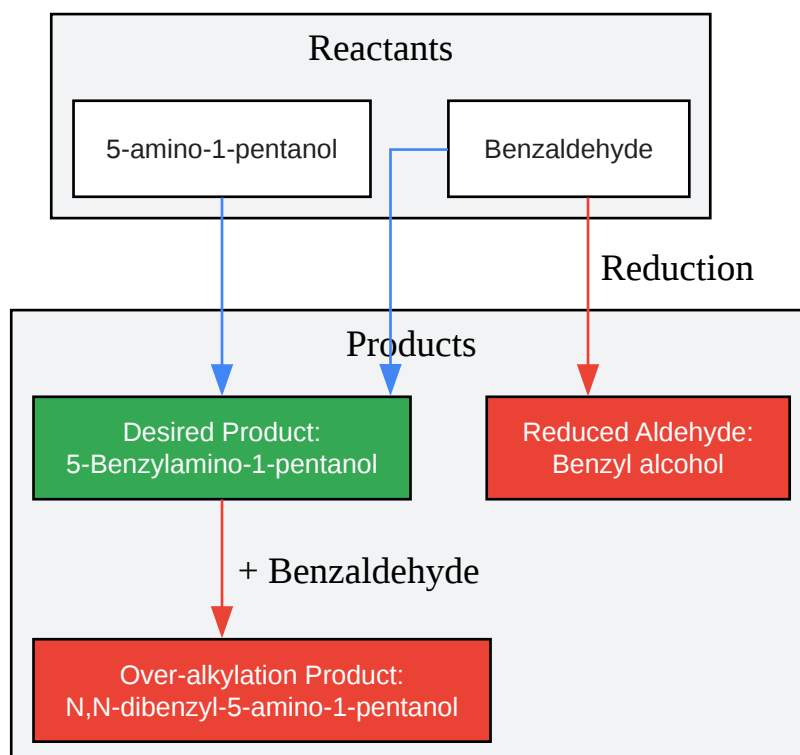 Reactants
5-amino-1-pentanol
Benzaldehyde
Reduction
Products
Desired Product:
5-Benzylamino-1-pentanol
Reduced Aldehyde:
Benzyl alcohol
+ Benzaldehyde
Over-alkylation Product:
N,N-dibenzyl-5-amino-1-pentanol